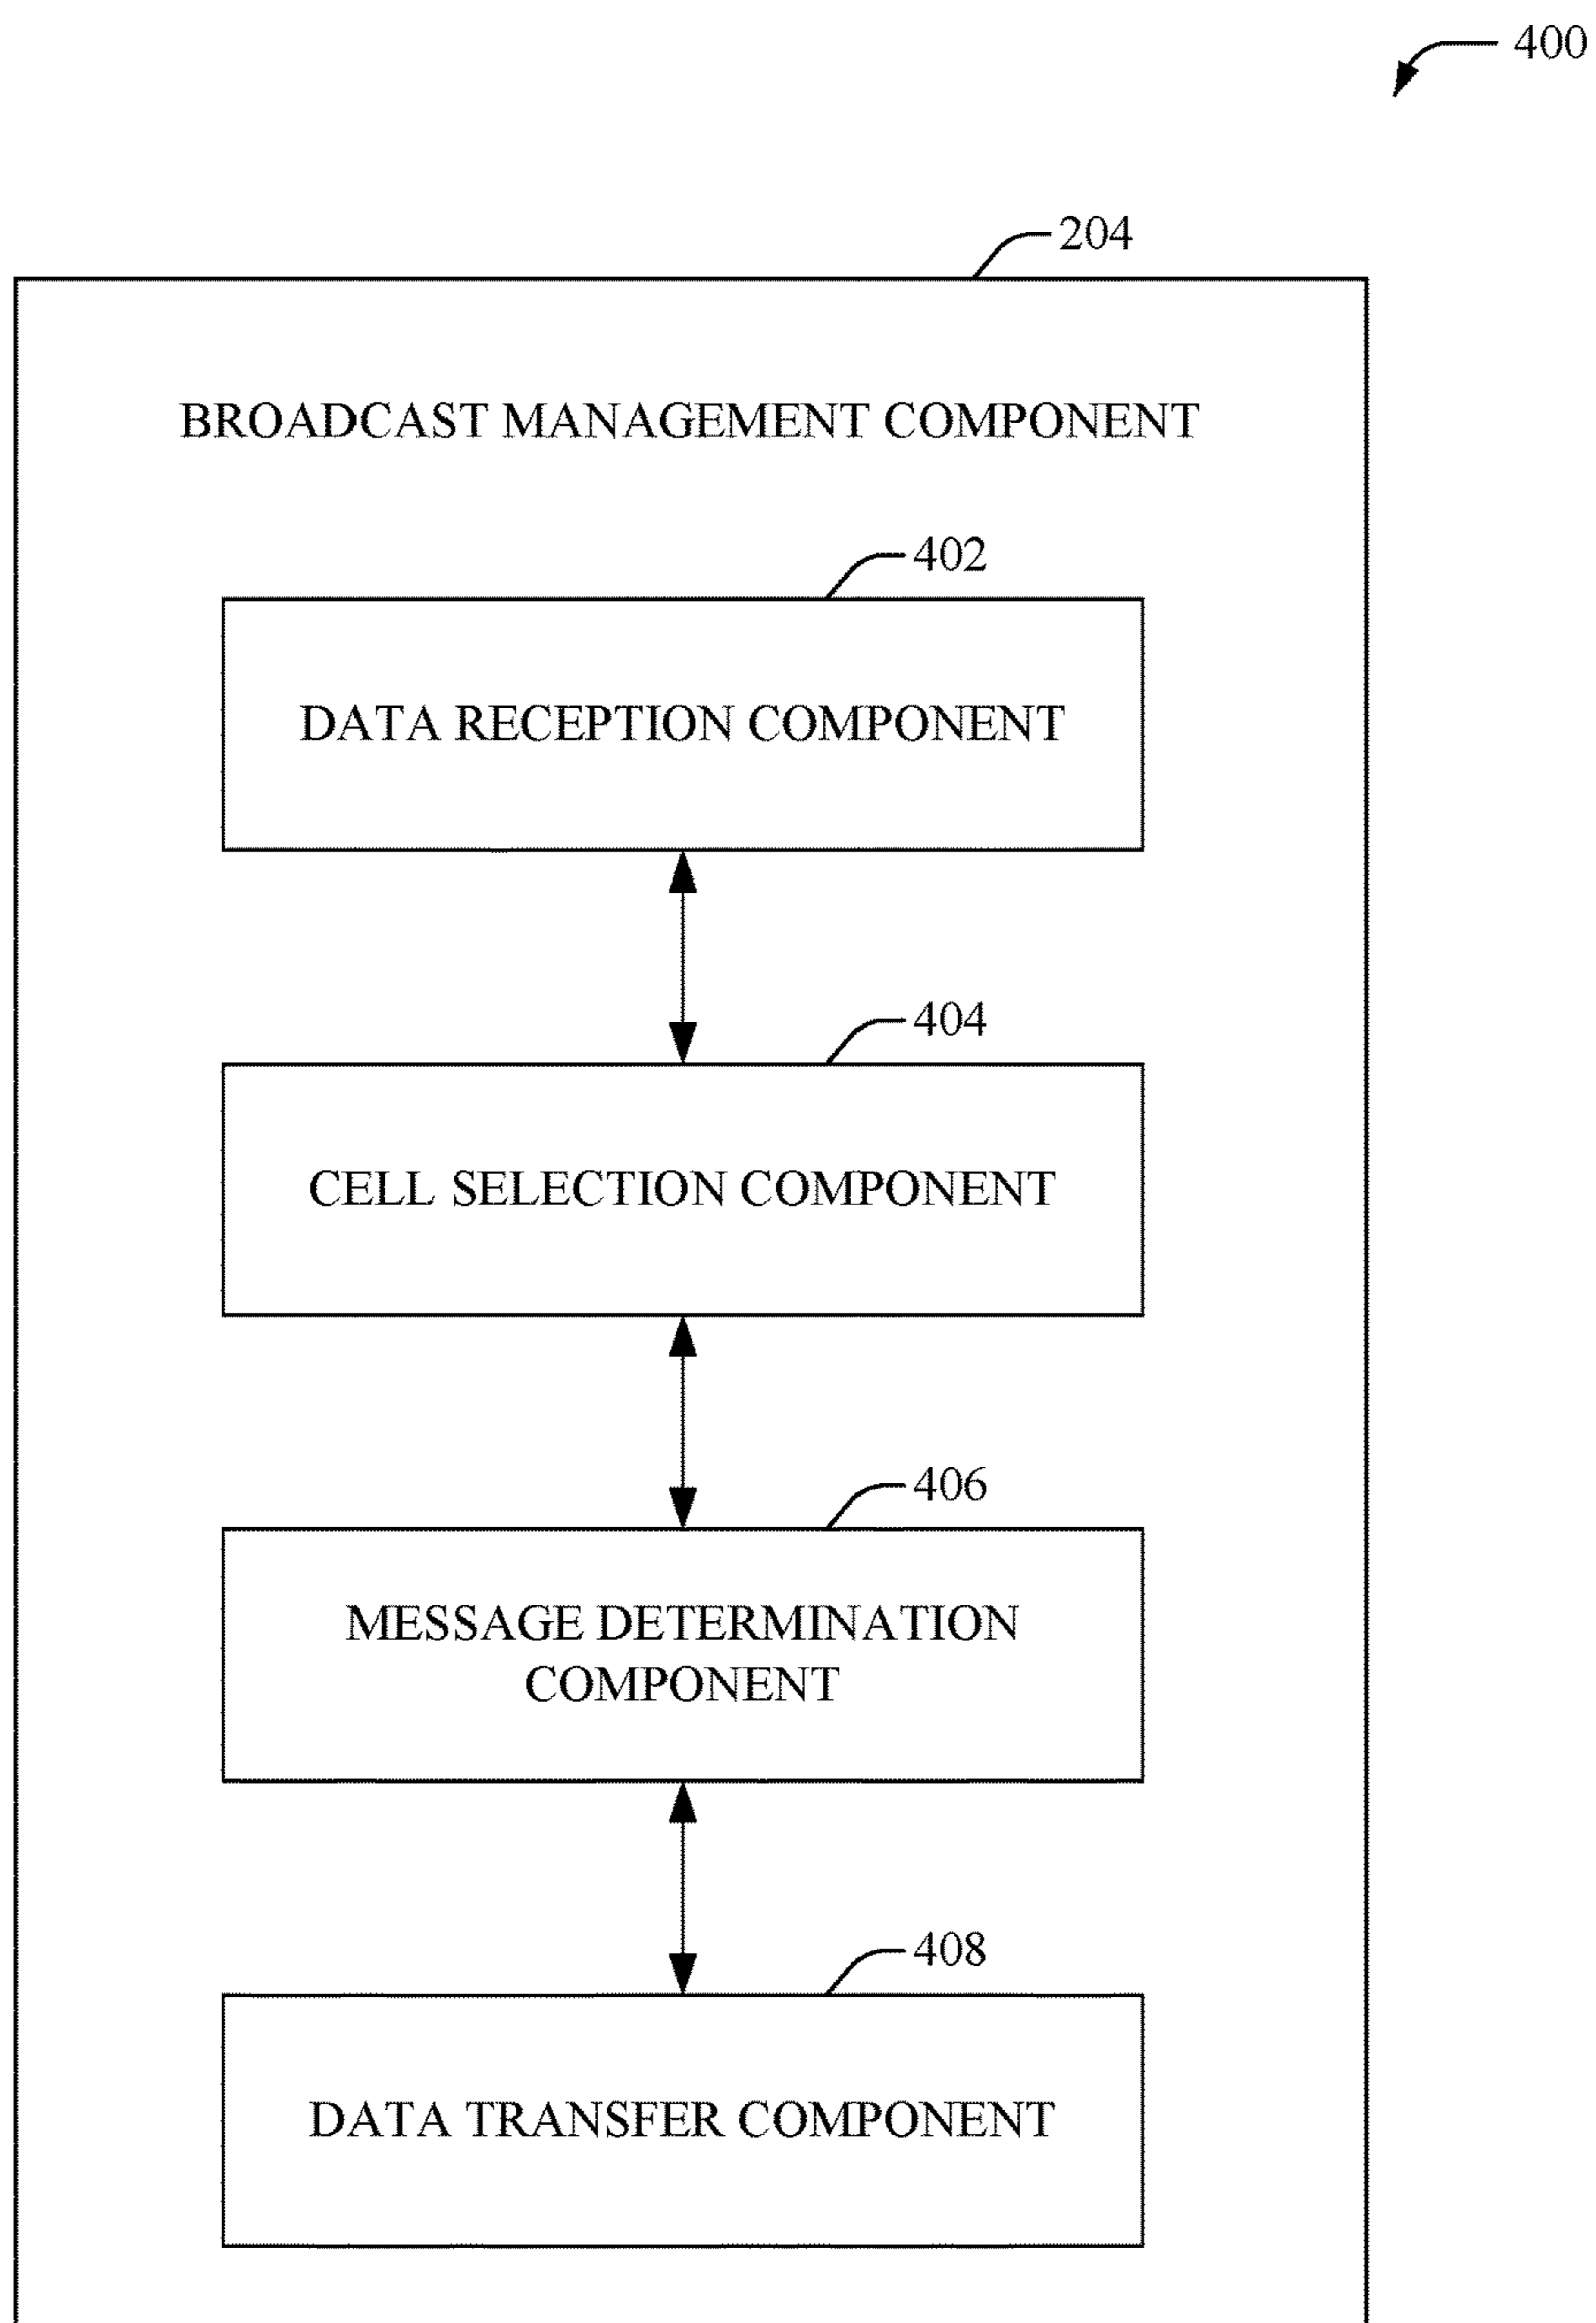 400
204
BROADCAST MANAGEMENT COMPONENT
402
DATA RECEPTION COMPONENT
404
CELL SELECTION COMPONENT
406
MESSAGE DETERMINATION
COMPONENT
408
DATA TRANSFER COMPONENT